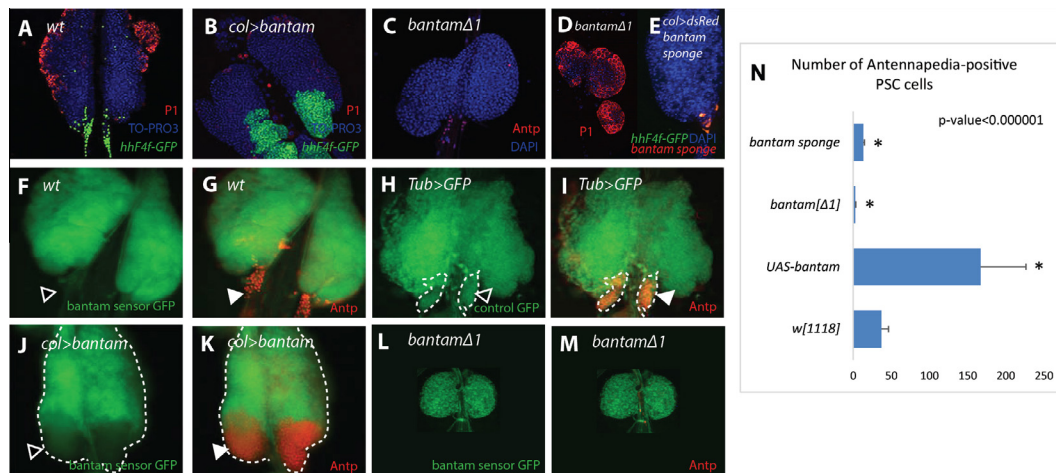 A wt
P1
TO-PRO3
hhF4f-GFP
B col>bantam
P1
TO-PRO3
hhF4f-GFP
C bantamΔ1
Antp
DAPI
D bantamΔ1
P1
E col>dsRed
bantam
sponge
hhF4f-GFP DAPI
bantam sponge
F wt
bantam sensor GFP
G wt
Antp
H Tub>GFP
control GFP
I Tub>GFP
Antp
J col>bantam
bantam sensor GFP
K col>bantam
Antp
L bantamΔ1
bantam sensor GFP
M bantamΔ1
Antp
N
Number of Antennapedia-positive
PSC cells
p-value<0.000001
bantam sponge *
bantam[Δ1] *
UAS-bantam *
w[1118]
0 50 100 150 200 250